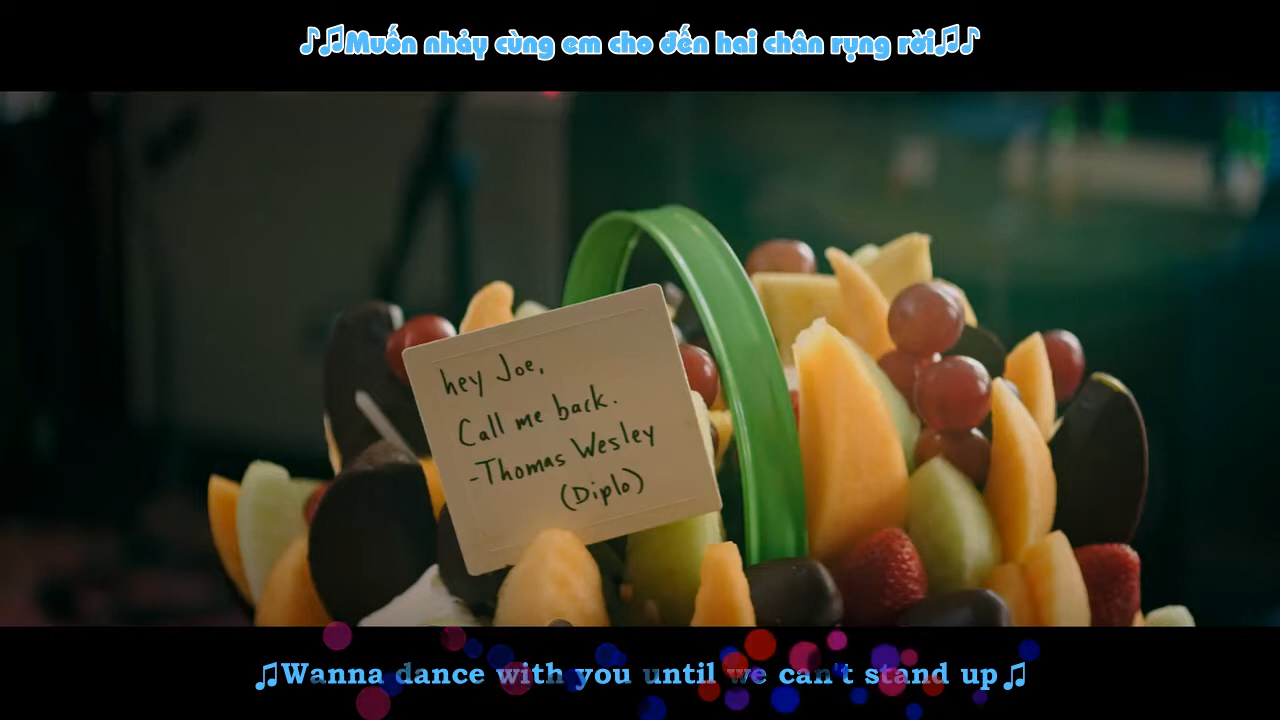 ♪♫Muốn nhảy cùng em cho đến hai chân rụng rời♫♪
hey Joe,
Call me back.
-Thomas Wesley
(Diplo)
♫Wanna dance with you until we can't stand up♫